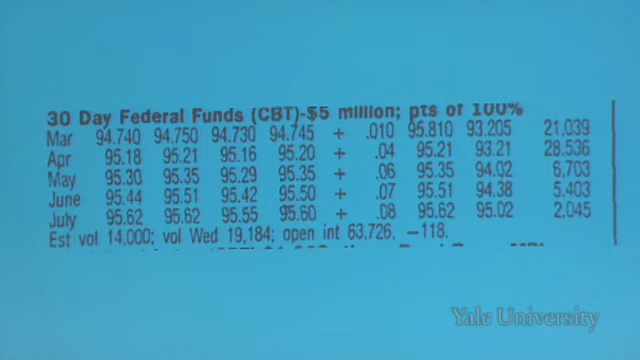 30 Day Federal Funds (CBT)-$5 million; pts of 100%
Mar 94.740 94.750 94.730 94.745 + .010 95.810 93.205 21,039
Apr 95.18 95.21 95.16 95.20 + .04 95.21 93.21 28,536
May 95.30 95.35 95.29 95.35 + .06 95.35 94.02 6,703
June 95.44 95.51 95.42 95.50 + .07 95.51 94.38 5,403
July 95.62 95.62 95.55 95.60 + .08 95.62 95.02 2,045
Est vol 14,000; vol Wed 19,184; open int 63,726, –118.
Yale University